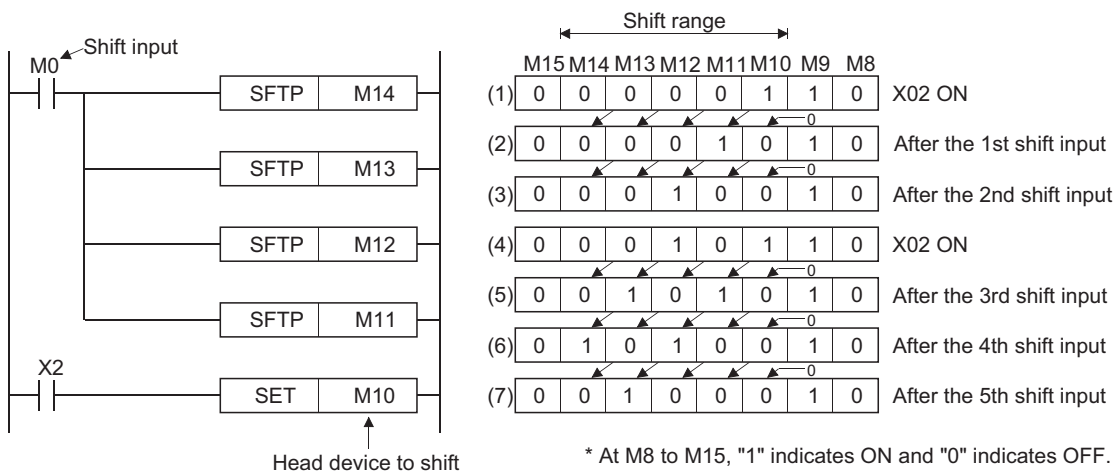 Shift input
M0
SFTP M14
SFTP M13
SFTP M12
SFTP M11
X2
SET M10
Head device to shift
Shift range
M15 M14 M13 M12 M11 M10 M9 M8
(1) 0 0 0 0 0 1 1 0 X02 ON
0
(2) 0 0 0 0 1 0 1 0 After the 1st shift input
0
(3) 0 0 0 1 0 0 1 0 After the 2nd shift input
(4) 0 0 0 1 0 1 1 0 X02 ON
0
(5) 0 0 1 0 1 0 1 0 After the 3rd shift input
0
(6) 0 1 0 1 0 0 1 0 After the 4th shift input
0
(7) 0 0 1 0 0 0 1 0 After the 5th shift input
* At M8 to M15, "1" indicates ON and "0" indicates OFF.